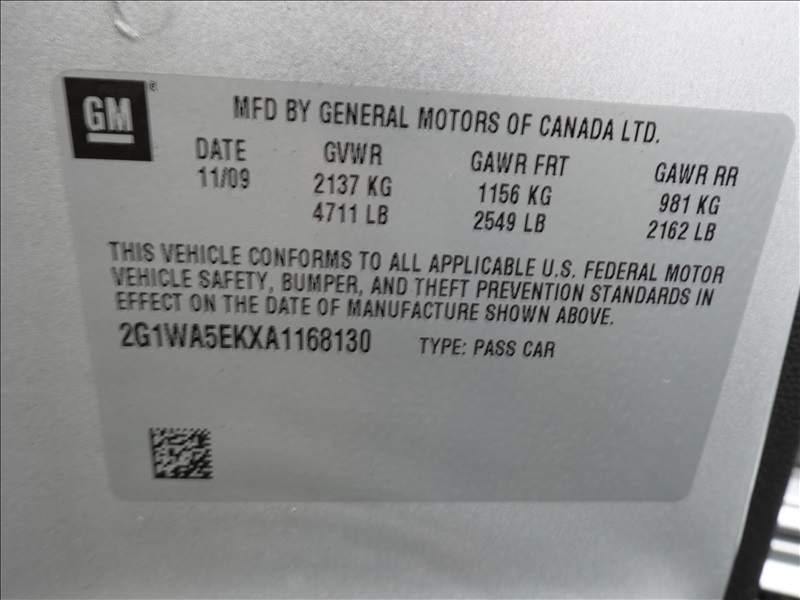 GM ®
MFD BY GENERAL MOTORS OF CANADA LTD.
DATE GVWR GAWR FRT GAWR RR
11/09 2137 KG 1156 KG 981 KG
4711 LB 2549 LB 2162 LB
THIS VEHICLE CONFORMS TO ALL APPLICABLE U.S. FEDERAL MOTOR
VEHICLE SAFETY, BUMPER, AND THEFT PREVENTION STANDARDS IN
EFFECT ON THE DATE OF MANUFACTURE SHOWN ABOVE.
2G1WA5EKXA1168130 TYPE: PASS CAR